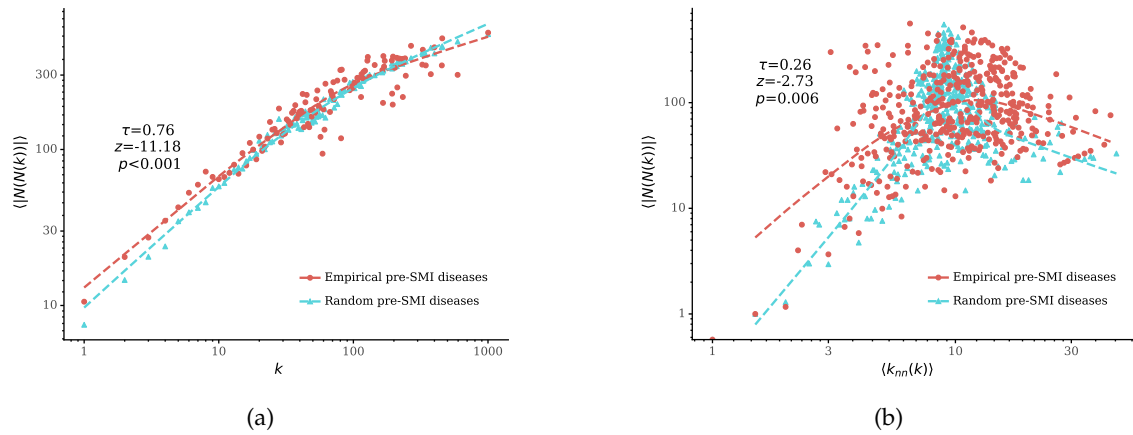 300
100
30
10
⟨|N(N(k))|⟩
τ=0.76
z=-11.18
p<0.001
Empirical pre-SMI diseases
Random pre-SMI diseases
1
10
100
1000
k
(a)
100
10
1
⟨|N(N(k))|⟩
τ=0.26
z=-2.73
p=0.006
Empirical pre-SMI diseases
Random pre-SMI diseases
1
3
10
30
⟨k_{nn}(k)⟩
(b)